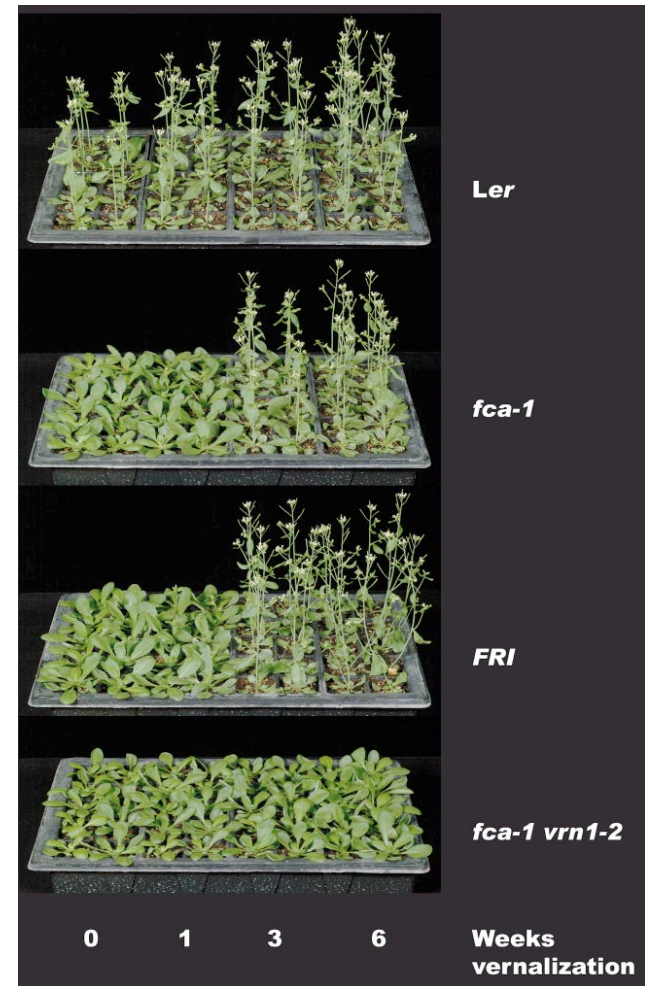 Ler
fca-1
FRI
fca-1 vrn1-2
0 1 3 6 Weeks
vernalization